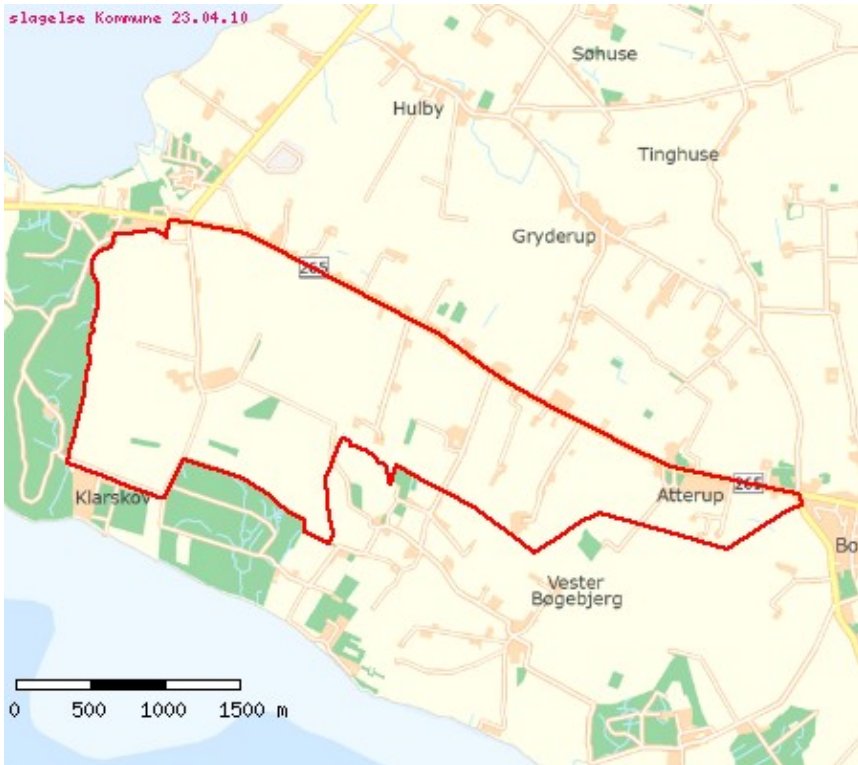 slagelse Kommune 23.04.10
Søhuse
Hulby
Tinghuse
Gryderup
265
265
Atterup
Klarskov
Bo
Vester
Bøgebjerg
0 500 1000 1500 m